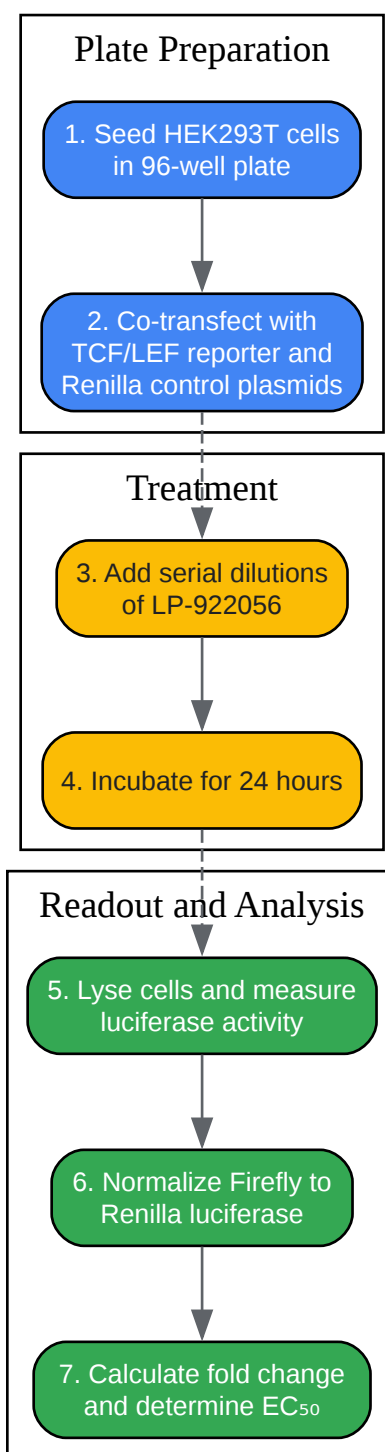 Plate Preparation
1. Seed HEK293T cells
in 96-well plate
2. Co-transfect with
TCF/LEF reporter and
Renilla control plasmids
Treatment
3. Add serial dilutions
of LP-922056
4. Incubate for 24 hours
Readout and Analysis
5. Lyse cells and measure
luciferase activity
6. Normalize Firefly to
Renilla luciferase
7. Calculate fold change
and determine EC₅₀